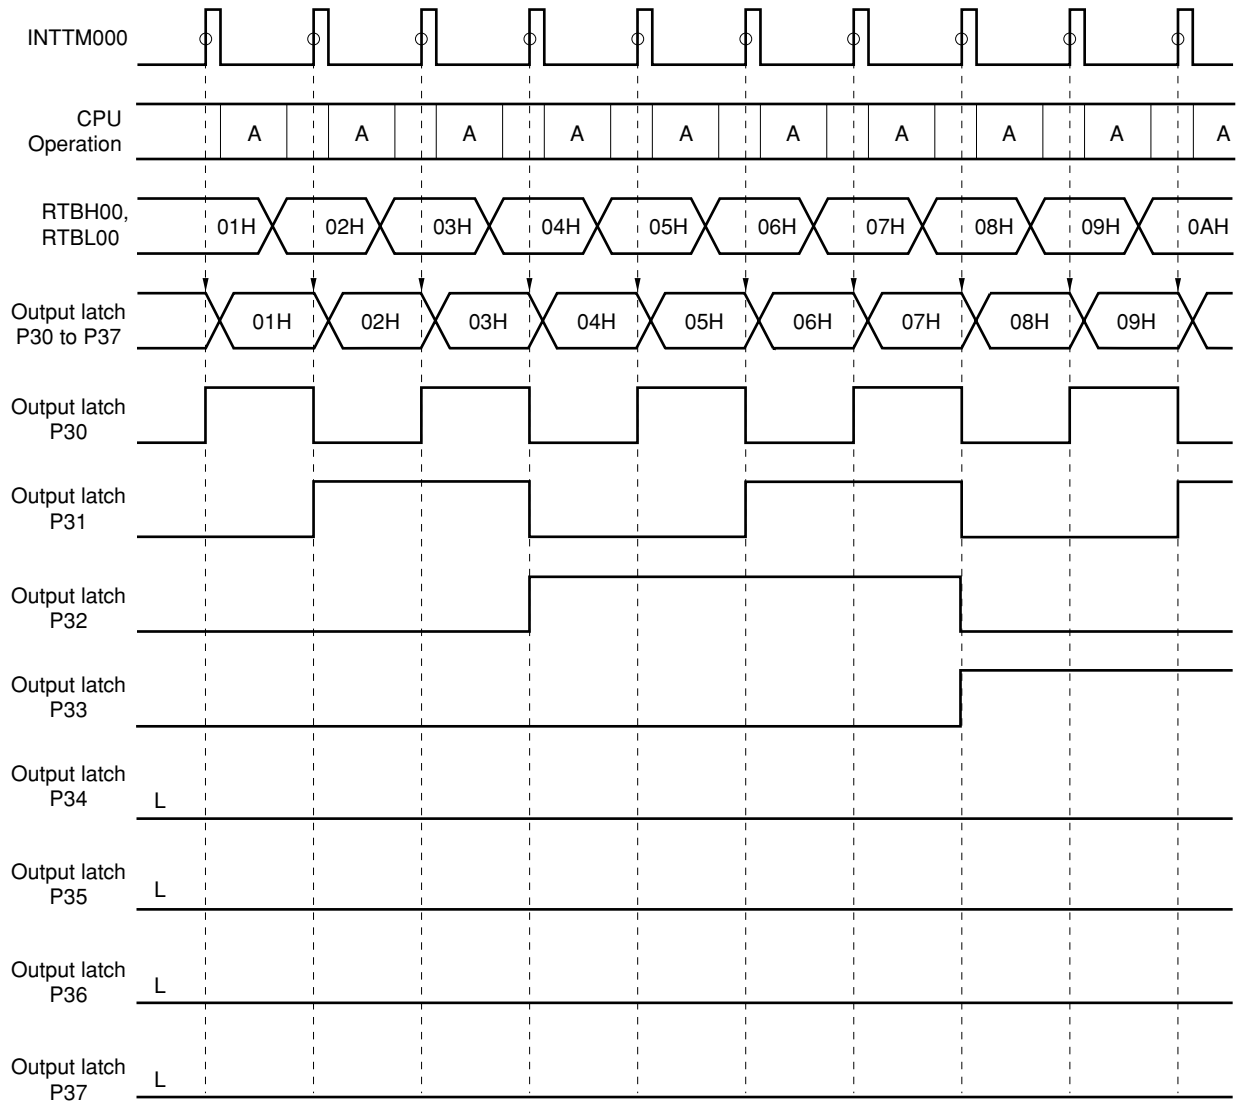 INTTM000
CPU
Operation
A A A A A A A A A A
RTBH00,
RTBL00
01H 02H 03H 04H 05H 06H 07H 08H 09H 0AH
Output latch
P30 to P37
01H 02H 03H 04H 05H 06H 07H 08H 09H
Output latch
P30
Output latch
P31
Output latch
P32
Output latch
P33
Output latch
P34
L
Output latch
P35
L
Output latch
P36
L
Output latch
P37
L